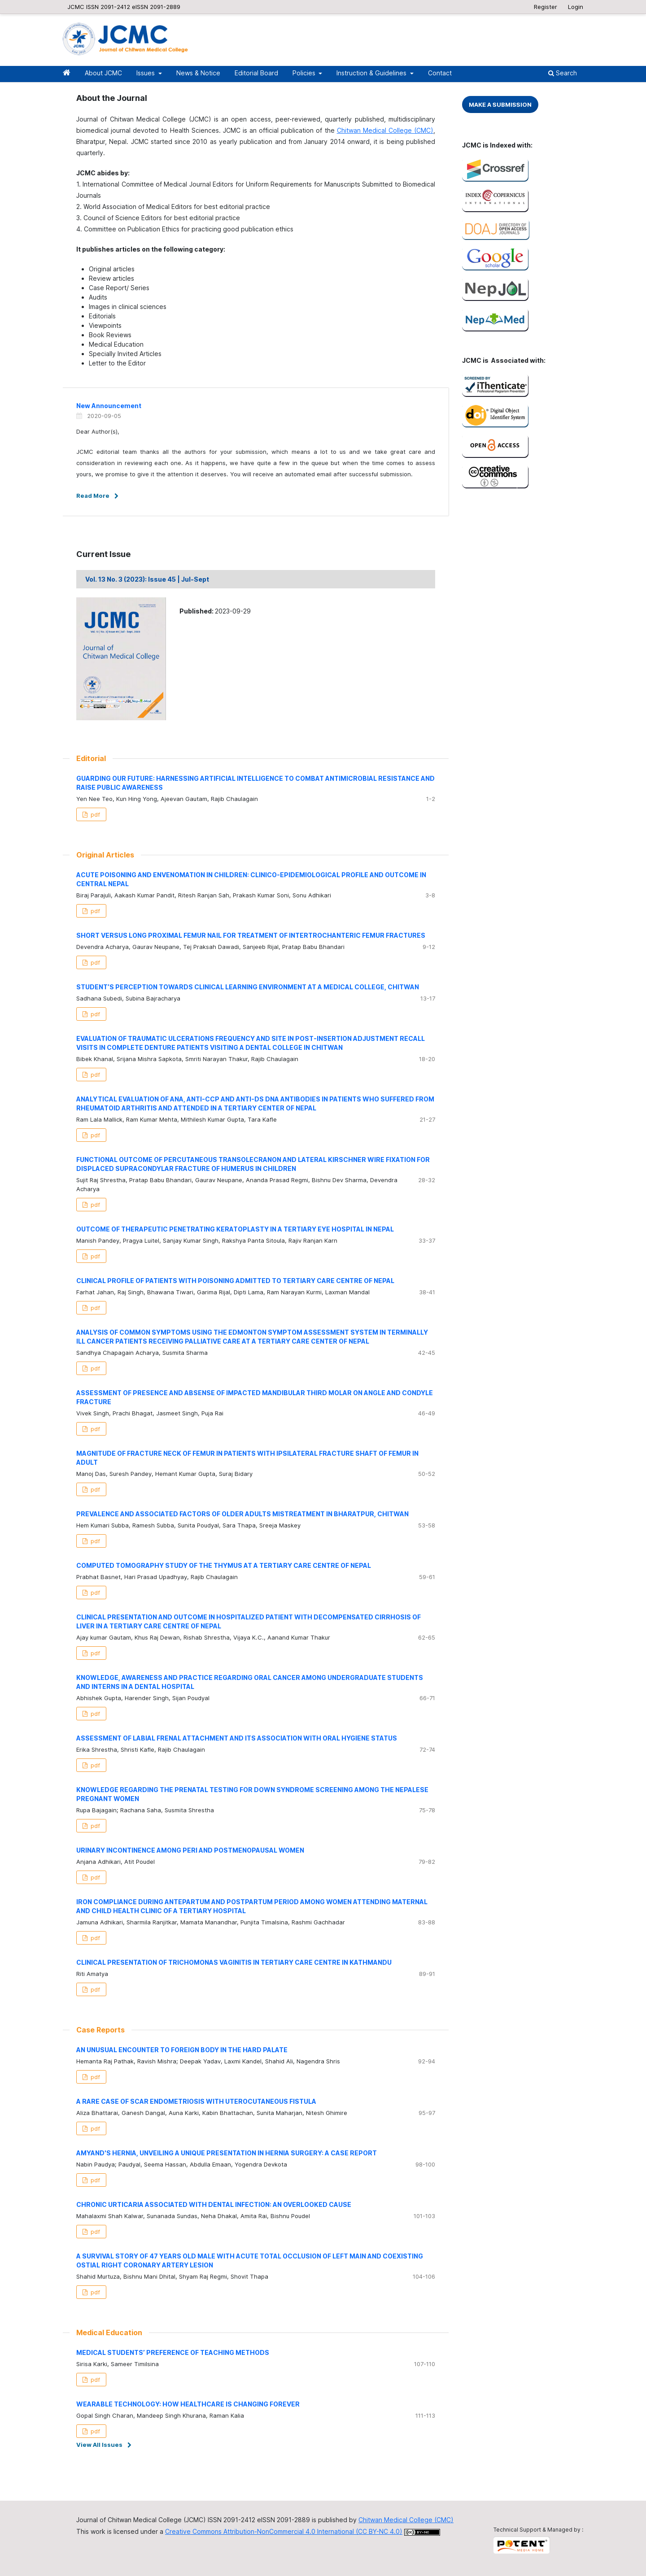 JCMC ISSN 2091-2412 eISSN 2091-2889
Register Login
JCMC
Journal of Chitwan Medical College
About JCMC Issues News & Notice Editorial Board Policies Instruction & Guidelines Contact Search
About the Journal
Journal of Chitwan Medical College (JCMC) is an open access, peer-reviewed, quarterly published, multidisciplinary
biomedical journal devoted to Health Sciences. JCMC is an official publication of the Chitwan Medical College (CMC),
Bharatpur, Nepal. JCMC started since 2010 as yearly publication and from January 2014 onward, it is being published
quarterly.
JCMC abides by:
1. International Committee of Medical Journal Editors for Uniform Requirements for Manuscripts Submitted to Biomedical
Journals
2. World Association of Medical Editors for best editorial practice
3. Council of Science Editors for best editorial practice
4. Committee on Publication Ethics for practicing good publication ethics
It publishes articles on the following category:
Original articles
Review articles
Case Report/ Series
Audits
Images in clinical sciences
Editorials
Viewpoints
Book Reviews
Medical Education
Specially Invited Articles
Letter to the Editor
New Announcement
2020-09-05
Dear Author(s),
JCMC editorial team thanks all the authors for your submission, which means a lot to us and we take great care and
consideration in reviewing each one. As it happens, we have quite a few in the queue but when the time comes to assess
yours, we promise to give it the attention it deserves. You will receive an automated email after successful submission.
Read More
MAKE A SUBMISSION
JCMC is Indexed with:
Crossref
INDEX COPERNICUS
INTERNATIONAL
DOAJ DIRECTORY OF OPEN ACCESS JOURNALS
Google
scholar
NepJOL
NepMed
JCMC is Associated with:
SCREENED BY
iThenticate
Professional Plagiarism Prevention
doi Digital Object Identifier System
OPEN ACCESS
creative commons
Current Issue
Vol. 13 No. 3 (2023): Issue 45 | Jul-Sept
JCMC
Journal of
Chitwan Medical College
Published: 2023-09-29
Editorial
GUARDING OUR FUTURE: HARNESSING ARTIFICIAL INTELLIGENCE TO COMBAT ANTIMICROBIAL RESISTANCE AND
RAISE PUBLIC AWARENESS
Yen Nee Teo, Kun Hing Yong, Ajeevan Gautam, Rajib Chaulagain 1-2
pdf
Original Articles
ACUTE POISONING AND ENVENOMATION IN CHILDREN: CLINICO-EPIDEMIOLOGICAL PROFILE AND OUTCOME IN
CENTRAL NEPAL
Biraj Parajuli, Aakash Kumar Pandit, Ritesh Ranjan Sah, Prakash Kumar Soni, Sonu Adhikari 3-8
pdf
SHORT VERSUS LONG PROXIMAL FEMUR NAIL FOR TREATMENT OF INTERTROCHANTERIC FEMUR FRACTURES
Devendra Acharya, Gaurav Neupane, Tej Praksah Dawadi, Sanjeeb Rijal, Pratap Babu Bhandari 9-12
pdf
STUDENT'S PERCEPTION TOWARDS CLINICAL LEARNING ENVIRONMENT AT A MEDICAL COLLEGE, CHITWAN
Sadhana Subedi, Subina Bajracharya 13-17
pdf
EVALUATION OF TRAUMATIC ULCERATIONS FREQUENCY AND SITE IN POST-INSERTION ADJUSTMENT RECALL
VISITS IN COMPLETE DENTURE PATIENTS VISITING A DENTAL COLLEGE IN CHITWAN
Bibek Khanal, Srijana Mishra Sapkota, Smriti Narayan Thakur, Rajib Chaulagain 18-20
pdf
ANALYTICAL EVALUATION OF ANA, ANTI-CCP AND ANTI-DS DNA ANTIBODIES IN PATIENTS WHO SUFFERED FROM
RHEUMATOID ARTHRITIS AND ATTENDED IN A TERTIARY CENTER OF NEPAL
Ram Lala Mallick, Ram Kumar Mehta, Mithilesh Kumar Gupta, Tara Kafle 21-27
pdf
FUNCTIONAL OUTCOME OF PERCUTANEOUS TRANSOLECRANON AND LATERAL KIRSCHNER WIRE FIXATION FOR
DISPLACED SUPRACONDYLAR FRACTURE OF HUMERUS IN CHILDREN
Sujit Raj Shrestha, Pratap Babu Bhandari, Gaurav Neupane, Ananda Prasad Regmi, Bishnu Dev Sharma, Devendra 28-32
Acharya
pdf
OUTCOME OF THERAPEUTIC PENETRATING KERATOPLASTY IN A TERTIARY EYE HOSPITAL IN NEPAL
Manish Pandey, Pragya Luitel, Sanjay Kumar Singh, Rakshya Panta Sitoula, Rajiv Ranjan Karn 33-37
pdf
CLINICAL PROFILE OF PATIENTS WITH POISONING ADMITTED TO TERTIARY CARE CENTRE OF NEPAL
Farhat Jahan, Raj Singh, Bhawana Tiwari, Garima Rijal, Dipti Lama, Ram Narayan Kurmi, Laxman Mandal 38-41
pdf
ANALYSIS OF COMMON SYMPTOMS USING THE EDMONTON SYMPTOM ASSESSMENT SYSTEM IN TERMINALLY
ILL CANCER PATIENTS RECEIVING PALLIATIVE CARE AT A TERTIARY CARE CENTER OF NEPAL
Sandhya Chapagain Acharya, Susmita Sharma 42-45
pdf
ASSESSMENT OF PRESENCE AND ABSENSE OF IMPACTED MANDIBULAR THIRD MOLAR ON ANGLE AND CONDYLE
FRACTURE
Vivek Singh; Prachi Bhagat, Jasmeet Singh, Puja Rai 46-49
pdf
MAGNITUDE OF FRACTURE NECK OF FEMUR IN PATIENTS WITH IPSILATERAL FRACTURE SHAFT OF FEMUR IN
ADULT
Manoj Das, Suresh Pandey, Hemant Kumar Gupta, Suraj Bidary 50-52
pdf
PREVALENCE AND ASSOCIATED FACTORS OF OLDER ADULTS MISTREATMENT IN BHARATPUR, CHITWAN
Hem Kumari Subba, Ramesh Subba, Sunita Poudyal, Sara Thapa, Sreeja Maskey 53-58
pdf
COMPUTED TOMOGRAPHY STUDY OF THE THYMUS AT A TERTIARY CARE CENTRE OF NEPAL
Prabhat Basnet, Hari Prasad Upadhyay, Rajib Chaulagain 59-61
pdf
CLINICAL PRESENTATION AND OUTCOME IN HOSPITALIZED PATIENT WITH DECOMPENSATED CIRRHOSIS OF
LIVER IN A TERTIARY CARE CENTRE OF NEPAL
Ajay kumar Gautam, Khus Raj Dewan, Rishab Shrestha, Vijaya K.C., Aanand Kumar Thakur 62-65
pdf
KNOWLEDGE, AWARENESS AND PRACTICE REGARDING ORAL CANCER AMONG UNDERGRADUATE STUDENTS
AND INTERNS IN A DENTAL HOSPITAL
Abhishek Gupta, Harender Singh, Sijan Poudyal 66-71
pdf
ASSESSMENT OF LABIAL FRENAL ATTACHMENT AND ITS ASSOCIATION WITH ORAL HYGIENE STATUS
Erika Shrestha, Shristi Kafle, Rajib Chaulagain 72-74
pdf
KNOWLEDGE REGARDING THE PRENATAL TESTING FOR DOWN SYNDROME SCREENING AMONG THE NEPALESE
PREGNANT WOMEN
Rupa Bajagain; Rachana Saha, Susmita Shrestha 75-78
pdf
URINARY INCONTINENCE AMONG PERI AND POSTMENOPAUSAL WOMEN
Anjana Adhikari, Atit Poudel 79-82
pdf
IRON COMPLIANCE DURING ANTEPARTUM AND POSTPARTUM PERIOD AMONG WOMEN ATTENDING MATERNAL
AND CHILD HEALTH CLINIC OF A TERTIARY HOSPITAL
Jamuna Adhikari, Sharmila Ranjitkar, Mamata Manandhar, Punjita Timalsina, Rashmi Gachhadar 83-88
pdf
CLINICAL PRESENTATION OF TRICHOMONAS VAGINITIS IN TERTIARY CARE CENTRE IN KATHMANDU
Riti Amatya 89-91
pdf
Case Reports
AN UNUSUAL ENCOUNTER TO FOREIGN BODY IN THE HARD PALATE
Hemanta Raj Pathak, Ravish Mishra; Deepak Yadav, Laxmi Kandel, Shahid Ali, Nagendra Shris 92-94
pdf
A RARE CASE OF SCAR ENDOMETRIOSIS WITH UTEROCUTANEOUS FISTULA
Aliza Bhattarai, Ganesh Dangal, Auna Karki, Kabin Bhattachan, Sunita Maharjan, Nitesh Ghimire 95-97
pdf
AMYAND'S HERNIA, UNVEILING A UNIQUE PRESENTATION IN HERNIA SURGERY: A CASE REPORT
Nabin Paudya; Paudyal, Seema Hassan, Abdulla Emaan, Yogendra Devkota 98-100
pdf
CHRONIC URTICARIA ASSOCIATED WITH DENTAL INFECTION: AN OVERLOOKED CAUSE
Mahalaxmi Shah Kalwar, Sunanada Sundas, Neha Dhakal, Amita Rai, Bishnu Poudel 101-103
pdf
A SURVIVAL STORY OF 47 YEARS OLD MALE WITH ACUTE TOTAL OCCLUSION OF LEFT MAIN AND COEXISTING
OSTIAL RIGHT CORONARY ARTERY LESION
Shahid Murtuza, Bishnu Mani Dhital, Shyam Raj Regmi, Shovit Thapa 104-106
pdf
Medical Education
MEDICAL STUDENTS' PREFERENCE OF TEACHING METHODS
Sirisa Karki, Sameer Timilsina 107-110
pdf
WEARABLE TECHNOLOGY: HOW HEALTHCARE IS CHANGING FOREVER
Gopal Singh Charan, Mandeep Singh Khurana, Raman Kalia 111-113
pdf
View All Issues
Journal of Chitwan Medical College (JCMC) ISSN 2091-2412 eISSN 2091-2889 is published by Chitwan Medical College (CMC)
This work is licensed under a Creative Commons Attribution-NonCommercial 4.0 International (CC BY-NC 4.0)
Technical Support & Managed by :
POTENT